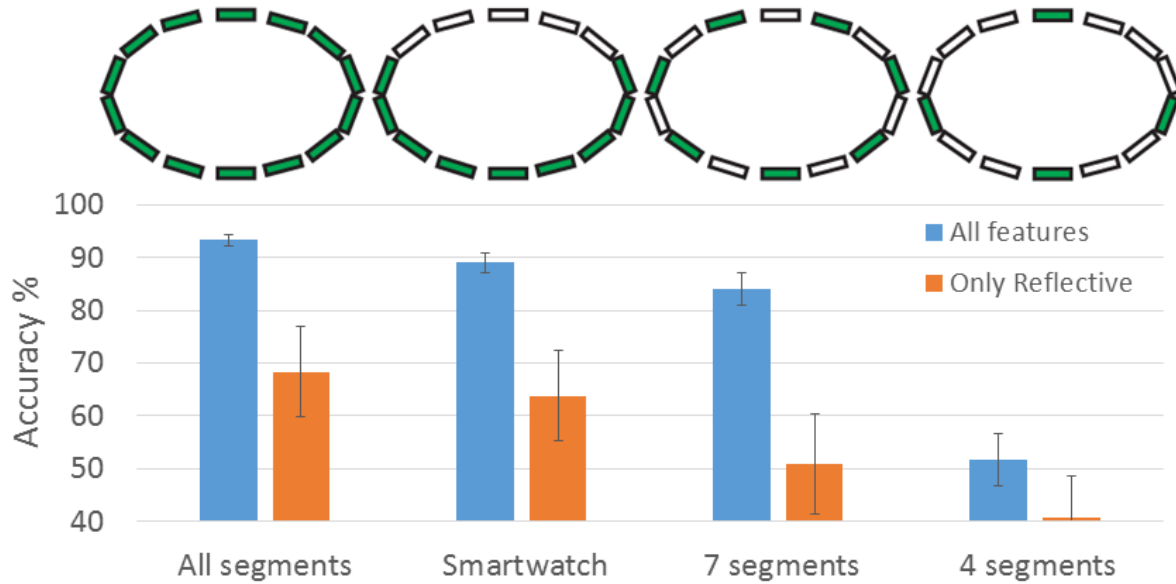 Accuracy %
100
90
80
70
60
50
40
All features
Only Reflective
All segments
Smartwatch
7 segments
4 segments